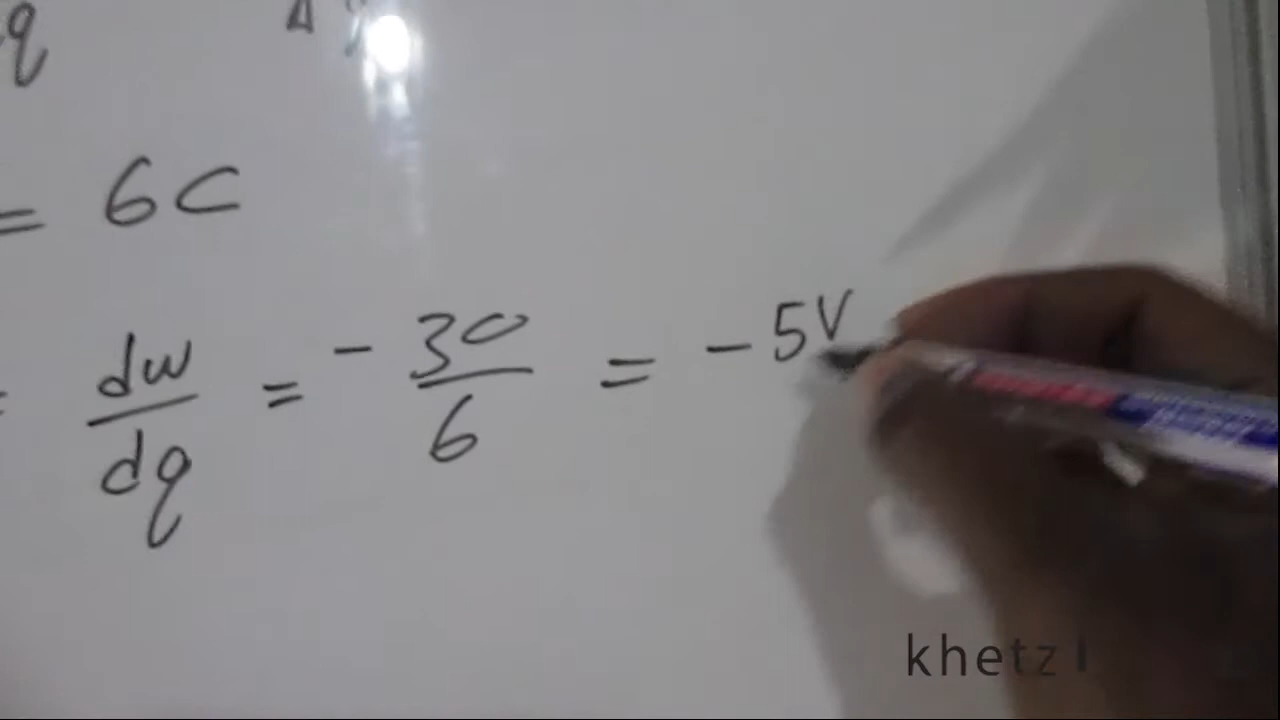 q
= 6C
= dw/dq = -30/6 = -5V
khetz